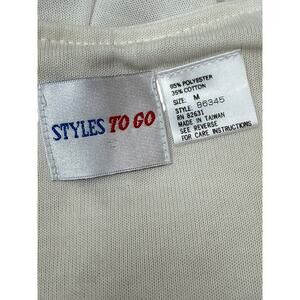 STYLES TO GO
65% POLYESTER
35% COTTON
SIZE: M
STYLE: 86345
RN 82631
MADE IN TAIWAN
SEE REVERSE
FOR CARE INSTRUCTIONS